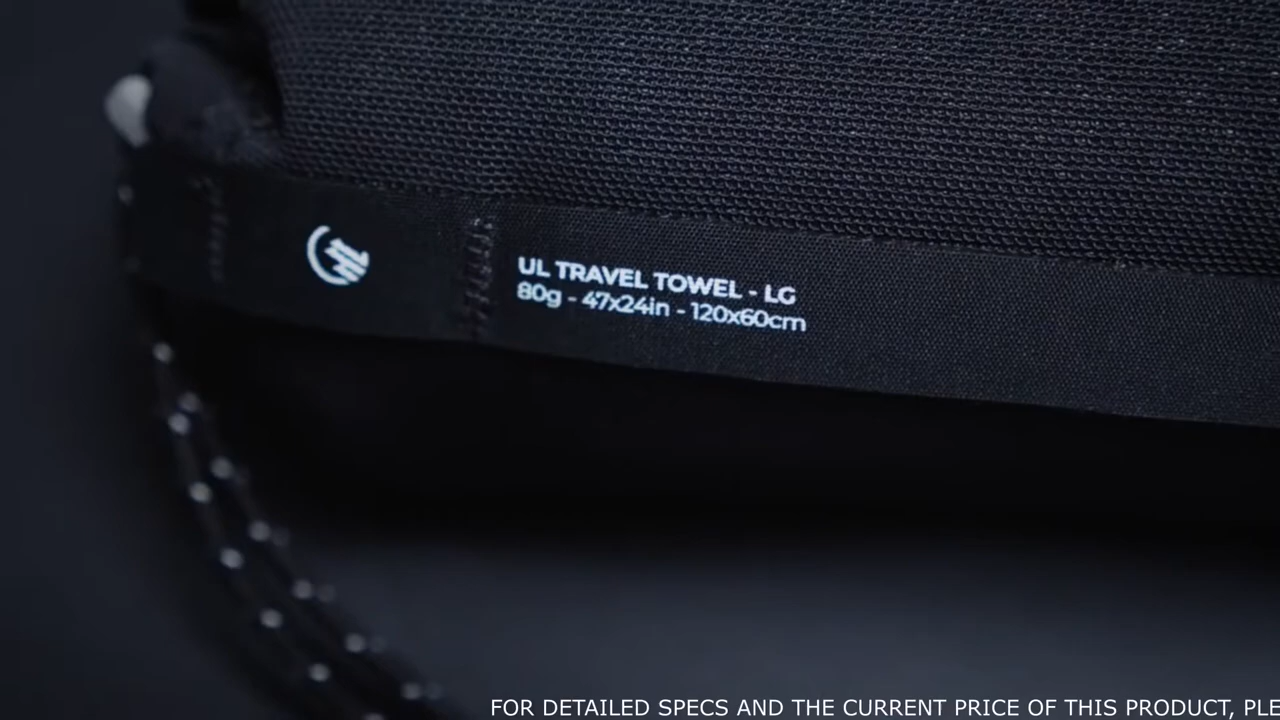 UL TRAVEL TOWEL - LG
80g - 47x24in - 120x60cm
FOR DETAILED SPECS AND THE CURRENT PRICE OF THIS PRODUCT, PLE